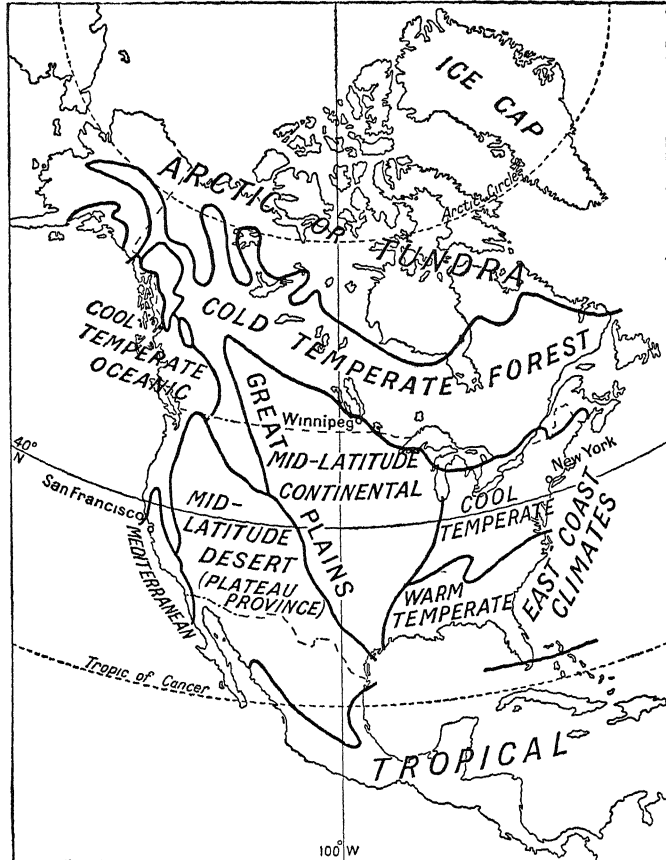 ICE CAP
ARCTIC OR TUNDRA
Arctic Circle
COLD TEMPERATE FOREST
COOL
TEMPERATE
OCEANIC
GREAT PLAINS
Winnipeg
MID-LATITUDE
CONTINENTAL
40°
N
New York
San Francisco
MID-
LATITUDE
DESERT
(PLATEAU
PROVINCE)
COOL
TEMPERATE
MEDITERRANEAN
WARM
TEMPERATE
EAST COAST
CLIMATES
Tropic of Cancer
TROPICAL
100° W